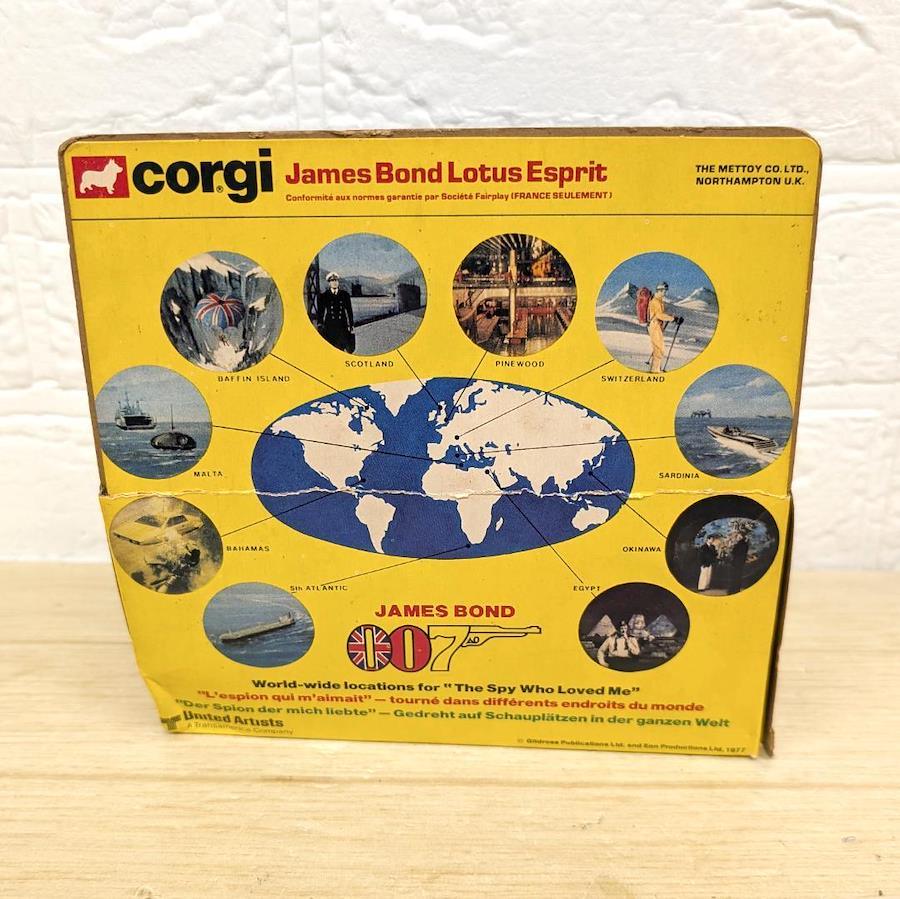 corgi
James Bond Lotus Esprit
Conformité aux normes garantie par Société Fairplay (FRANCE SEULEMENT)
THE METTOY CO. LTD.,
NORTHAMPTON U.K.
BAFFIN ISLAND
SCOTLAND
PINEWOOD
SWITZERLAND
MALTA
SARDINIA
BAHAMAS
OKINAWA
Sth ATLANTIC
EGYPT
JAMES BOND
007
World-wide locations for "The Spy Who Loved Me"
"L'espion qui m'aimait" — tourné dans différents endroits du monde
"Der Spion der mich liebte" — Gedreht auf Schauplätzen in der ganzen Welt
United Artists
A Transamerica Company
© Glidrose Publications Ltd. and Eon Productions Ltd. 1977